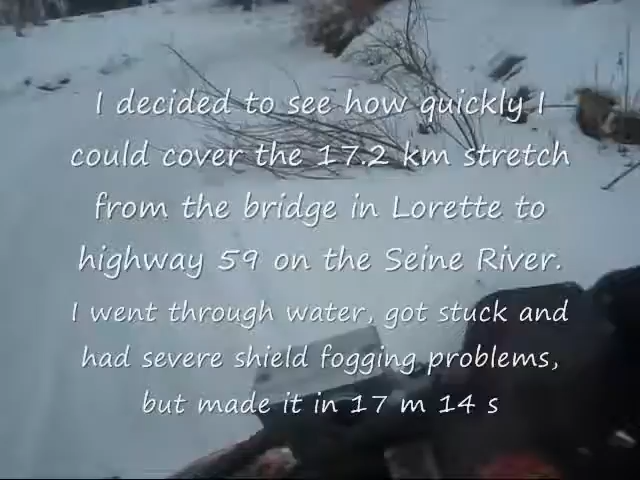 I decided to see how quickly I
could cover the 17.2 km stretch
from the bridge in Lorette to
highway 59 on the Seine River.
I went through water, got stuck and
had severe shield fogging problems,
but made it in 17 m 14 s